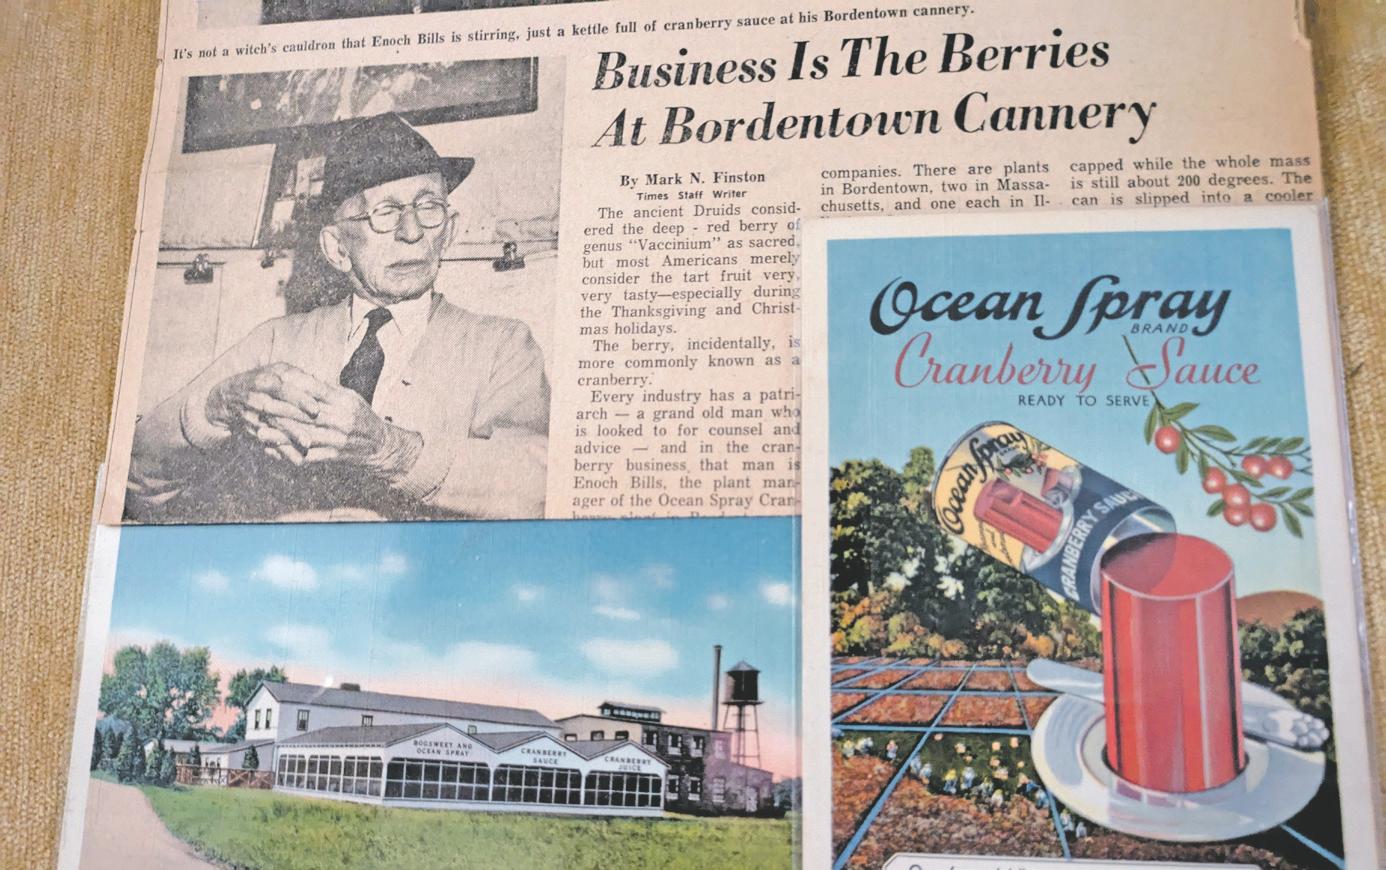 It's not a witch's cauldron that Enoch Bills is stirring, just a kettle full of cranberry sauce at his Bordentown cannery.
Business Is The Berries
At Bordentown Cannery
By Mark N. Finston
Times Staff Writer
The ancient Druids consid-
ered the deep - red berry of
genus “Vaccinium” as sacred,
but most Americans merely
consider the tart fruit very,
very tasty—especially during
the Thanksgiving and Christ-
mas holidays.
The berry, incidentally, is
more commonly known as a
cranberry.
Every industry has a patri-
arch — a grand old man who
is looked to for counsel and
advice — and in the cran-
berry business, that man is
Enoch Bills, the plant man-
ager of the Ocean Spray Cran-
companies. There are plants
in Bordentown, two in Massa-
chusetts, and one each in Il-
capped while the whole mass
is still about 200 degrees. The
can is slipped into a cooler
Ocean Spray
BRAND
Cranberry Sauce
READY TO SERVE
Ocean Spray
CRANBERRY SAUCE
BOGSWEET AND
OCEAN SPRAY
CRANBERRY
SAUCE
CRANBERRY
JUICE